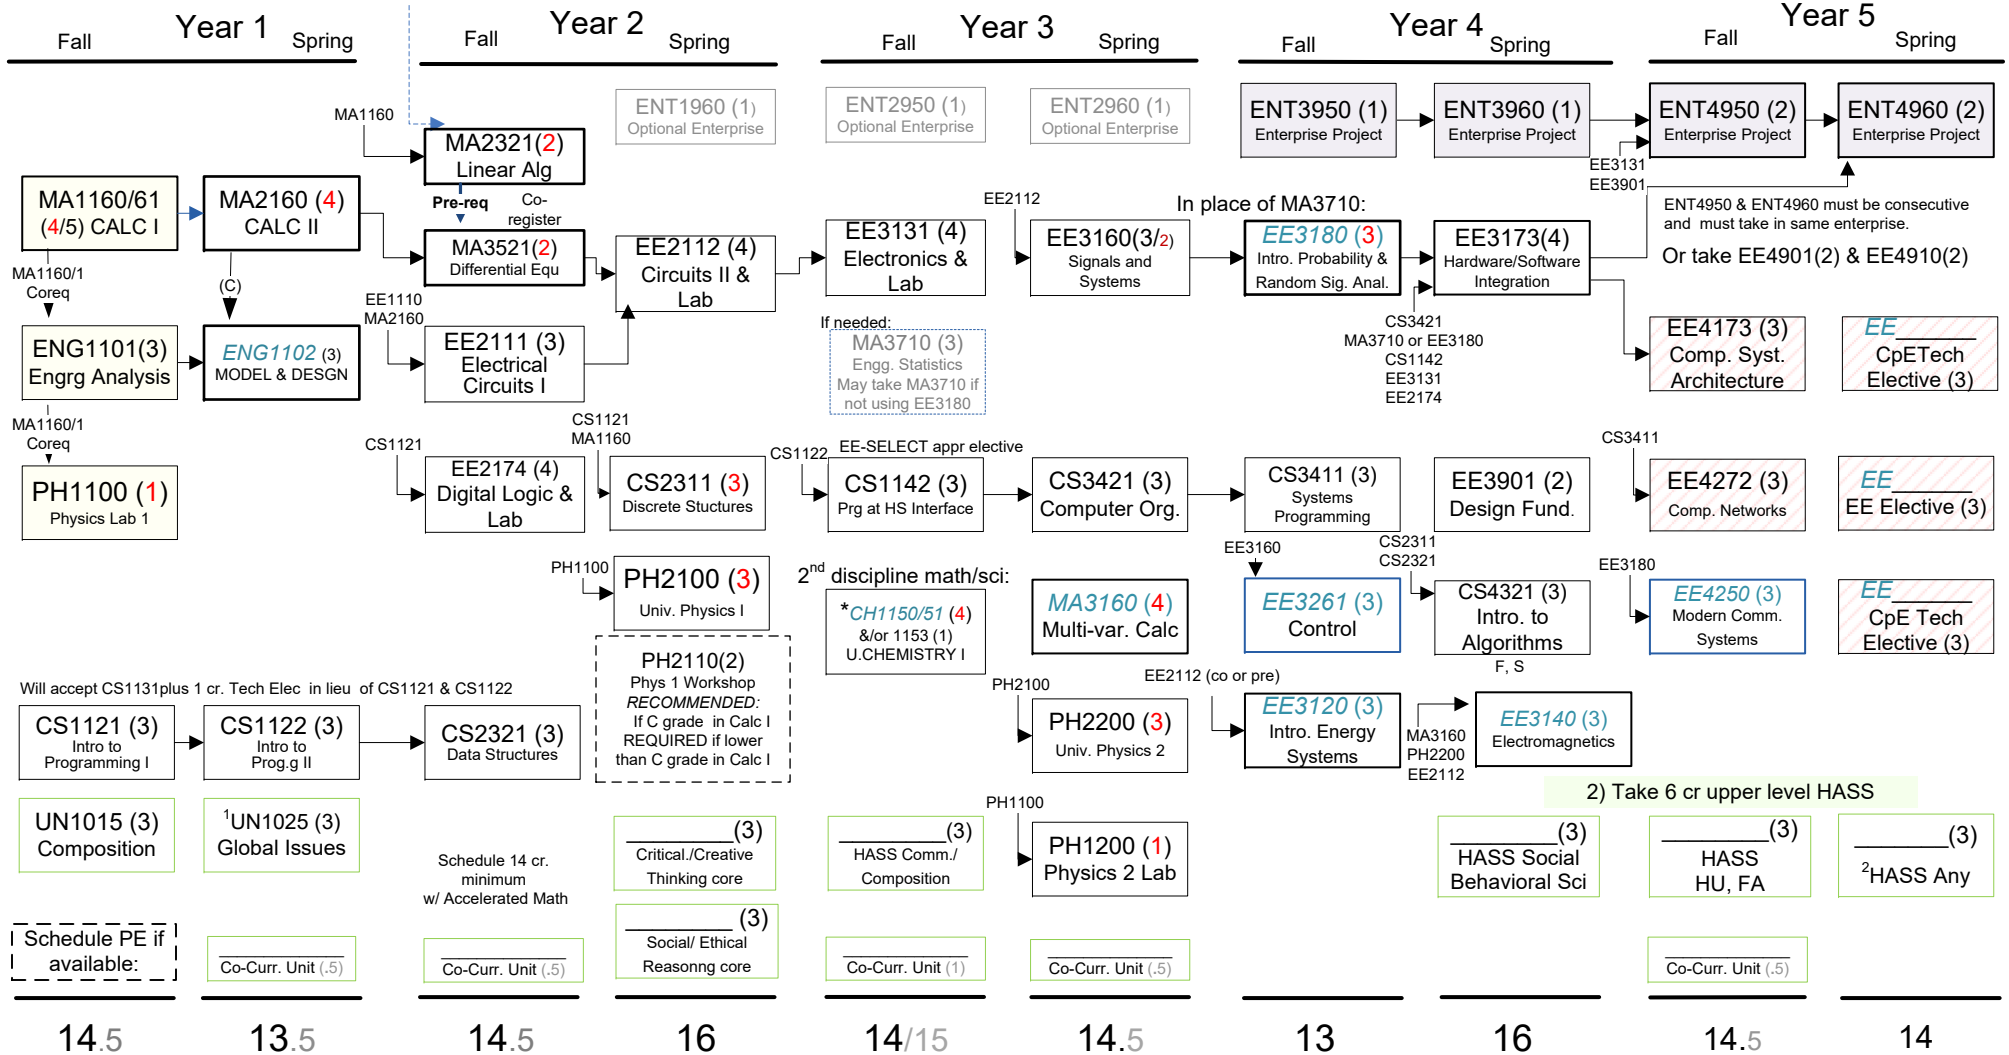 Year 1
Year 2
Year 3
Year 4
Year 5
Fall
Spring
Fall
Spring
Fall
Spring
Fall
Spring
Fall
Spring
MA1160
MA2321(2)
Linear Alg
ENT1960 (1)
Optional Enterprise
ENT2950 (1)
Optional Enterprise
ENT2960 (1)
Optional Enterprise
ENT3950 (1)
Enterprise Project
ENT3960 (1)
Enterprise Project
ENT4950 (2)
Enterprise Project
ENT4960 (2)
Enterprise Project
EE3131
EE3901
MA1160/61
(4/5) CALC I
MA2160 (4)
CALC II
Pre-req
Co-
register
MA3521(2)
Differential Equ
EE2112 (4)
Circuits II &
Lab
EE3131 (4)
Electronics &
Lab
EE2112
EE3160(3/2)
Signals and
Systems
In place of MA3710:
EE3180 (3)
Intro. Probability &
Random Sig. Anal.
EE3173(4)
Hardware/Software
Integration
ENT4950 & ENT4960 must be consecutive
and  must take in same enterprise.
Or take EE4901(2) & EE4910(2)
MA1160/1
Coreq
(C)
EE1110
MA2160
ENG1101(3)
Engrg Analysis
ENG1102 (3)
MODEL & DESGN
EE2111 (3)
Electrical
Circuits I
If needed:
MA3710 (3)
Engg. Statistics
May take MA3710 if
not using EE3180
CS3421
MA3710 or EE3180
CS1142
EE3131
EE2174
EE4173 (3)
Comp. Syst.
Architecture
EE______
CpETech
Elective (3)
MA1160/1
Coreq
PH1100 (1)
Physics Lab 1
CS1121
EE2174 (4)
Digital Logic &
Lab
CS1121
MA1160
CS2311 (3)
Discrete Stuctures
CS1122
EE-SELECT appr elective
CS1142 (3)
Prg at HS Interface
CS3421 (3)
Computer Org.
CS3411 (3)
Systems
Programming
EE3901 (2)
Design Fund.
CS3411
EE4272 (3)
Comp. Networks
EE______
EE Elective (3)
PH1100
PH2100 (3)
Univ. Physics I
2nd discipline math/sci:
*CH1150/51 (4)
&/or 1153 (1)
U.CHEMISTRY I
MA3160 (4)
Multi-var. Calc
EE3160
EE3261 (3)
Control
CS2311
CS2321
CS4321 (3)
Intro. to
Algorithms
F, S
EE3180
EE4250 (3)
Modern Comm.
Systems
EE______
CpE Tech
Elective (3)
PH2110(2)
Phys 1 Workshop
RECOMMENDED:
If C grade  in Calc I
REQUIRED if lower
than C grade in Calc I
Will accept CS1131plus 1 cr. Tech Elec  in lieu  of CS1121 & CS1122
CS1121 (3)
Intro to
Programming I
CS1122 (3)
Intro to
Prog.g II
CS2321 (3)
Data Structures
PH2100
PH2200 (3)
Univ. Physics 2
EE2112 (co or pre)
EE3120 (3)
Intro. Energy
Systems
MA3160
PH2200
EE2112
EE3140 (3)
Electromagnetics
2) Take 6 cr upper level HASS
UN1015 (3)
Composition
1UN1025 (3)
Global Issues
Schedule 14 cr.
minimum
w/ Accelerated Math
________(3)
Critical./Creative
Thinking core
________(3)
HASS Comm./
Composition
PH1100
PH1200 (1)
Physics 2 Lab
________(3)
HASS Social
Behavioral Sci
________(3)
HASS
HU, FA
_______(3)
2HASS Any
Schedule PE if
available:
Co-Curr. Unit (.5)
Co-Curr. Unit (.5)
________ (3)
Social/ Ethical
Reasonng core
Co-Curr. Unit (1)
Co-Curr. Unit (.5)
Co-Curr. Unit (.5)
14.5
13.5
14.5
16
14/15
14.5
13
16
14.5
14